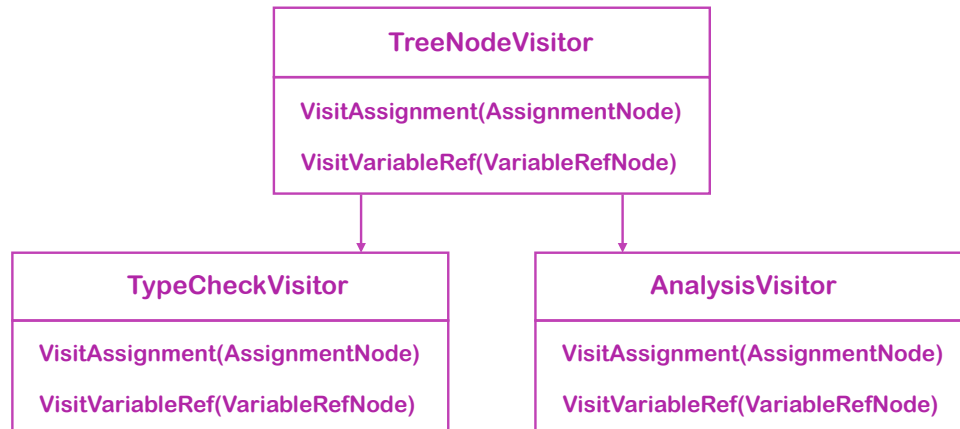 TreeNodeVisitor
VisitAssignment(AssignmentNode)
VisitVariableRef(VariableRefNode)
TypeCheckVisitor
VisitAssignment(AssignmentNode)
VisitVariableRef(VariableRefNode)
AnalysisVisitor
VisitAssignment(AssignmentNode)
VisitVariableRef(VariableRefNode)